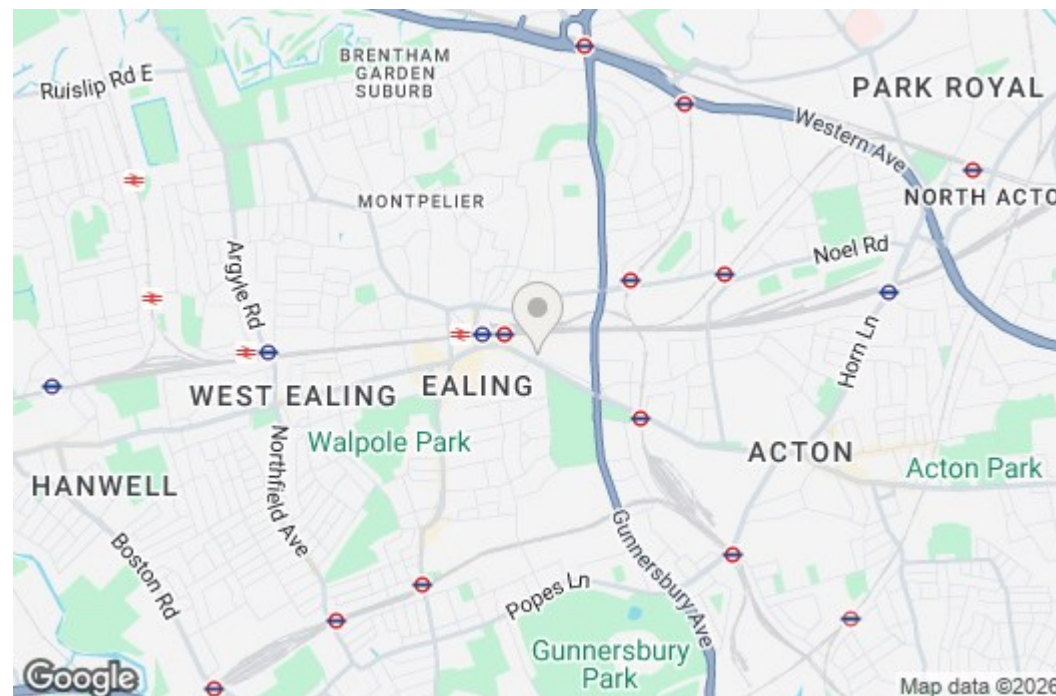 BRENTHAM
GARDEN
SUBURB
Ruislip Rd E
PARK ROYAL
Western Ave
MONTPELIER
NORTH ACTO
Argyle Rd
Noel Rd
Horn Ln
WEST EALING
EALING
Walpole Park
ACTON
Acton Park
HANWELL
Northfield Ave
Boston Rd
Gunnersbury Ave
Popes Ln
Gunnersbury
Park
Google
Map data ©2026